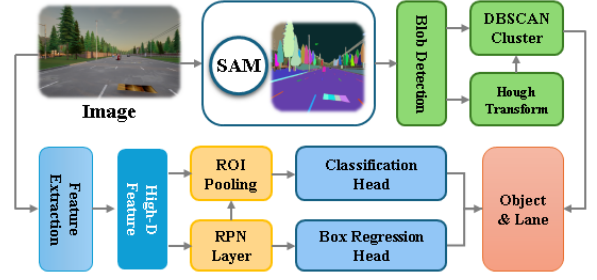 Image
SAM
Blob Detection
DBSCAN
Cluster
Hough
Transform
Feature
Extraction
High-D
Feature
ROI
Pooling
RPN
Layer
Classification
Head
Box Regression
Head
Object
& Lane